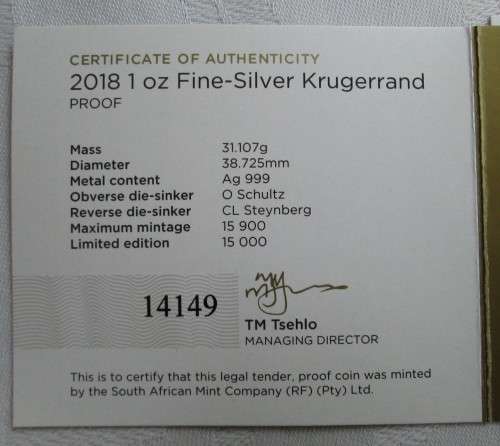 CERTIFICATE OF AUTHENTICITY
2018 1 oz Fine-Silver Krugerrand
PROOF
Mass 31.107g
Diameter 38.725mm
Metal content Ag 999
Obverse die-sinker O Schultz
Reverse die-sinker CL Steynberg
Maximum mintage 15 900
Limited edition 15 000
14149
TM Tsehlo
MANAGING DIRECTOR
This is to certify that this legal tender, proof coin was minted
by the South African Mint Company (RF) (Pty) Ltd.